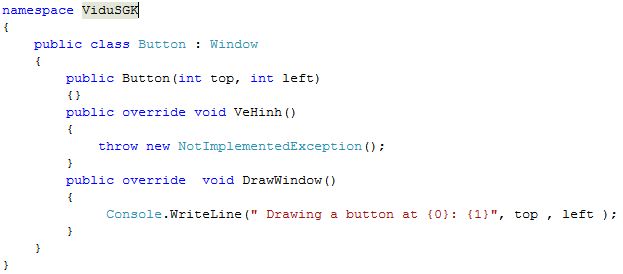 namespace ViduSGK
{
public class Button : Window
{
public Button(int top, int left)
{}
public override void VeHinh()
{
throw new NotImplementedException();
}
public override  void DrawWindow()
{
Console.WriteLine(" Drawing a button at {0}: {1}", top , left );
}
}
}